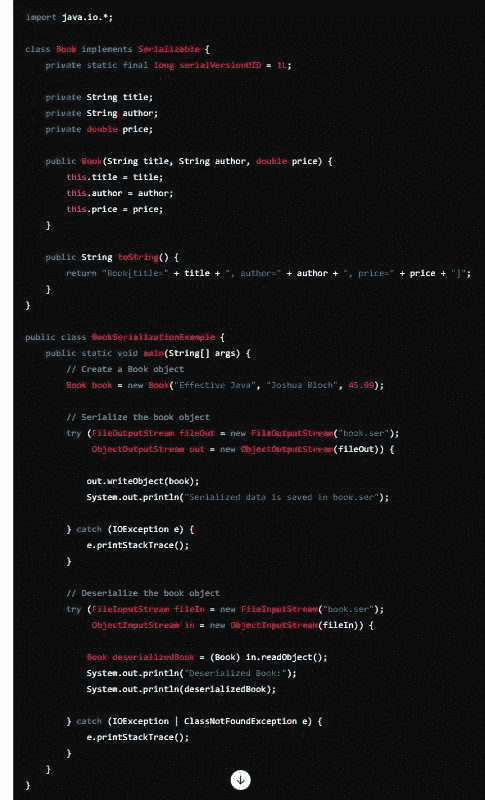 import java.io.*;
class Book implements Serializable {
private static final long serialVersionUID = 1L;
private String title;
private String author;
private double price;
public Book(String title, String author, double price) {
this.title = title;
this.author = author;
this.price = price;
}
public String toString() {
return "Book[title=" + title + ", author=" + author + ", price=" + price + "]";
}
}
public class BookSerializationExample {
public static void main(String[] args) {
// Create a Book object
Book book = new Book("Effective Java", "Joshua Bloch", 45.99);
// Serialize the book object
try (FileOutputStream fileOut = new FileOutputStream("book.ser");
ObjectOutputStream out = new ObjectOutputStream(fileOut)) {
out.writeObject(book);
System.out.println("Serialized data is saved in book.ser");
} catch (IOException e) {
e.printStackTrace();
}
// Deserialize the book object
try (FileInputStream fileIn = new FileInputStream("book.ser");
ObjectInputStream in = new ObjectInputStream(fileIn)) {
Book deserializedBook = (Book) in.readObject();
System.out.println("Deserialized Book:");
System.out.println(deserializedBook);
} catch (IOException | ClassNotFoundException e) {
e.printStackTrace();
}
}
}